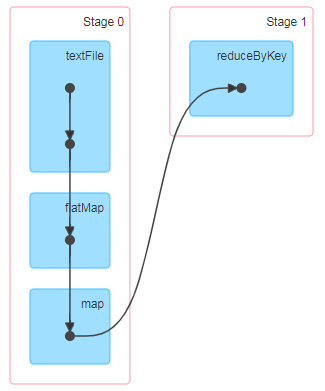 Stage 0
textFile
flatMap
map
Stage 1
reduceByKey